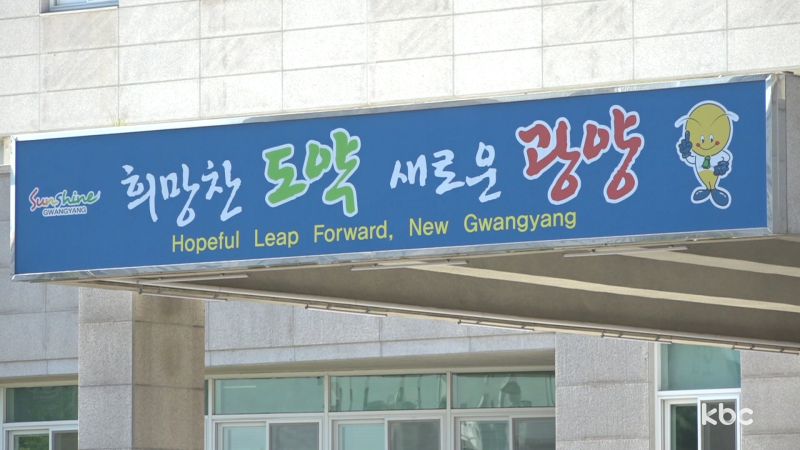 Sunshine
GWANGYANG
희망찬 도약 새로운 광양
Hopeful Leap Forward, New Gwangyang
kbc